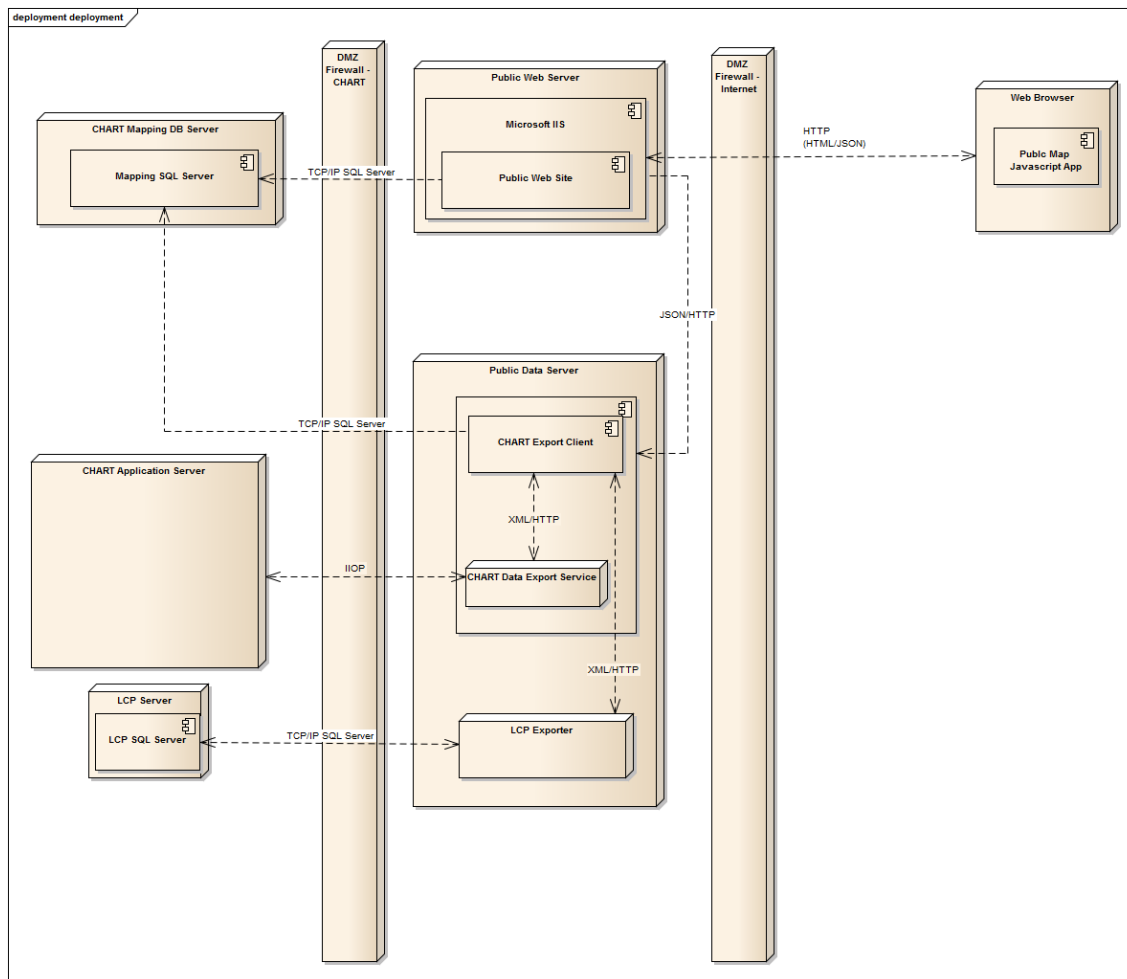 deployment deployment
DMZ
Firewall -
CHART
Public Web Server
DMZ
Firewall -
Internet
Web Browser
CHART Mapping DB Server
Microsoft IIS
HTTP
(HTML/JSON)
Mapping SQL Server
TCP/IP SQL Server
Public Web Site
Publc Map
Javascript App
JSON/HTTP
Public Data Server
TCP/IP SQL Server
CHART Export Client
CHART Application Server
XML/HTTP
IIOP
CHART Data Export Service
XML/HTTP
LCP Server
LCP SQL Server
TCP/IP SQL Server
LCP Exporter